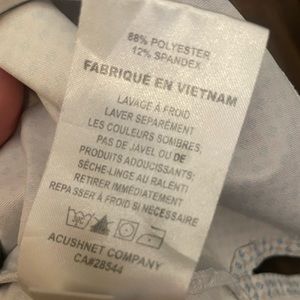 88% POLYESTER
12% SPANDEX
FABRIQUÉ EN VIETNAM
LAVAGE À FROID
LAVER SEPARÉMENT
LES COULEURS SOMBRES;
PAS DE JAVEL OU DE
PRODUITS ADOUCISSANTS;
SÈCHE-LINGE AU RALENTI
RETIRER IMMÉDIATEMENT
REPASSER À FROID SI NÉCESSAIRE
ACUSHNET COMPANY
CA#28544